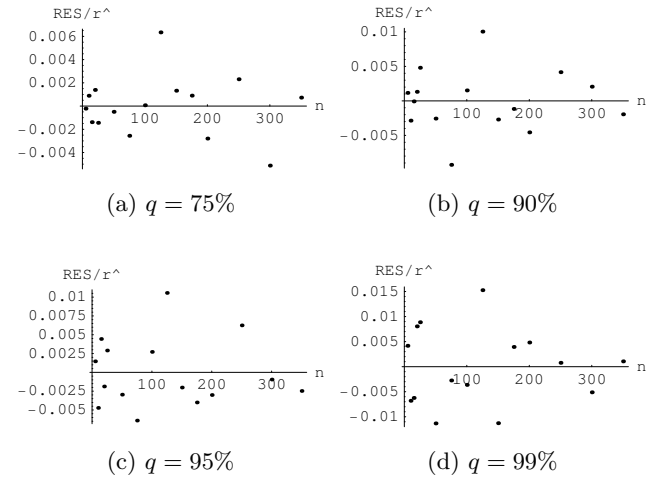 RES/r^
0.006
0.004
0.002
-0.002
-0.004
100 200 300
n
(a) q = 75%
RES/r^
0.01
0.005
-0.005
100 200 300
n
(b) q = 90%
RES/r^
0.01
0.0075
0.005
0.0025
-0.0025
-0.005
100 200 300
n
(c) q = 95%
RES/r^
0.015
0.01
0.005
-0.005
-0.01
100 200 300
n
(d) q = 99%